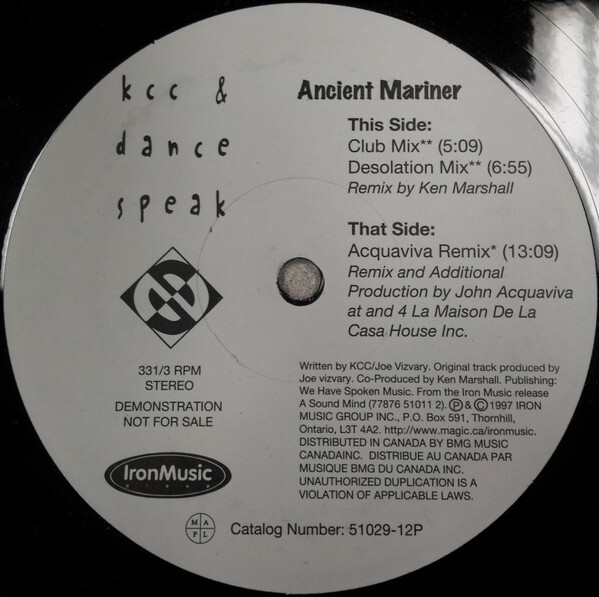 kcc &
dance
speak
Ancient Mariner
This Side:
Club Mix** (5:09)
Desolation Mix** (6:55)
Remix by Ken Marshall
That Side:
Acquaviva Remix* (13:09)
Remix and Additional
Production by John Acquaviva
at and 4 La Maison De La
Casa House Inc.
331/3 RPM
STEREO
DEMONSTRATION
NOT FOR SALE
IronMusic
Written by KCC/Joe Vizvary. Original track produced by
Joe vizvary. Co-Produced by Ken Marshall. Publishing:
We Have Spoken Music. From the Iron Music release
A Sound Mind (77876 51011 2). ℗ & © 1997 IRON
MUSIC GROUP INC., P.O. Box 591, Thornhill,
Ontario, L3T 4A2. http://www.magic.ca/ironmusic.
DISTRIBUTED IN CANADA BY BMG MUSIC
CANADAINC. DISTRIBUE AU CANADA PAR
MUSIQUE BMG DU CANADA INC.
UNAUTHORIZED DUPLICATION IS A
VIOLATION OF APPLICABLE LAWS.
M A
P L
Catalog Number: 51029-12P